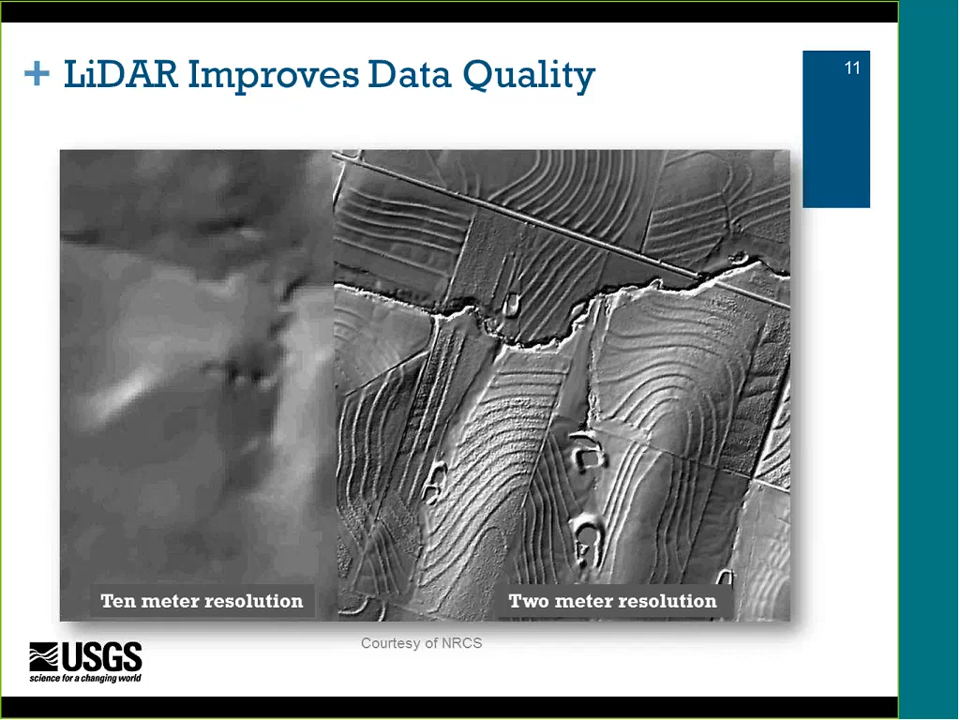 + LiDAR Improves Data Quality
11
Ten meter resolution
Two meter resolution
Courtesy of NRCS
USGS
science for a changing world